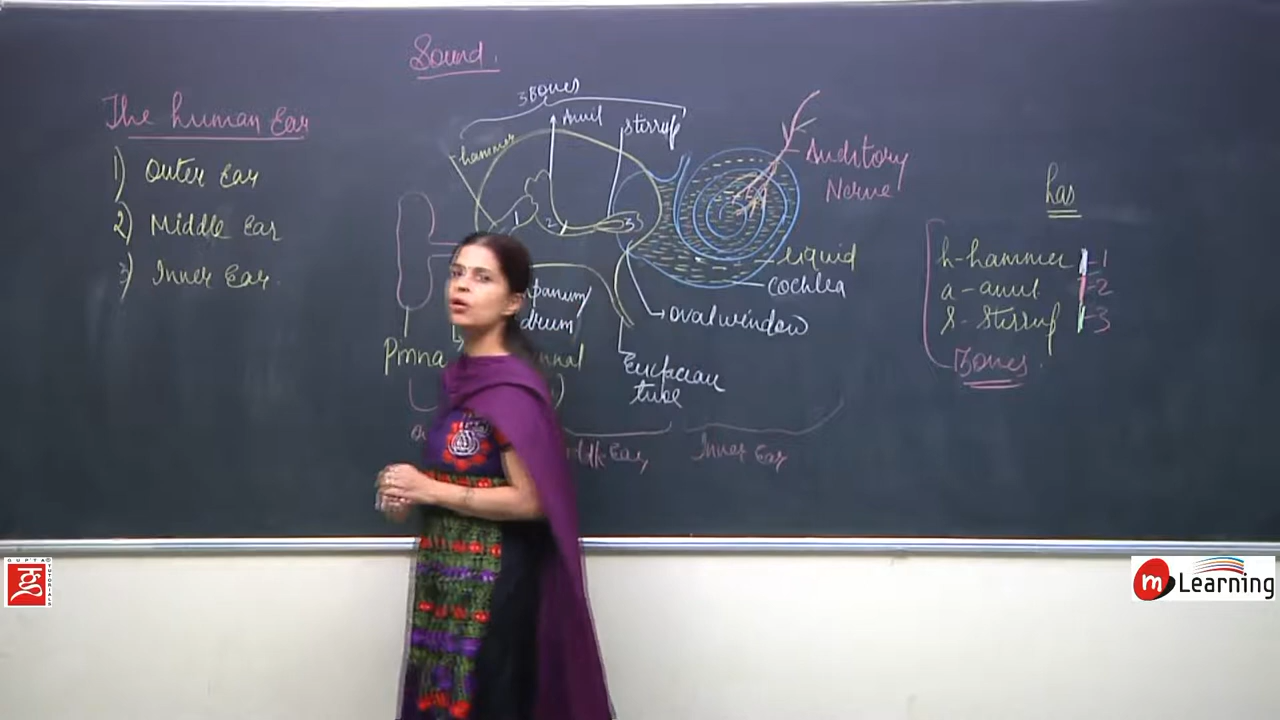 Sound.
The human Ear
1) Outer Ear
2) Middle Ear
3) Inner Ear.
3 Bones
hammer
Anvil
stirrup
1
2
3
Auditory
Nerve
liquid
cochlea
oval window
drum
Pinna
tube
Inner Ear
has
h-hammer -1
a-anvil -2
s-stirrup -3
Bones.
GUPTA
TUTORIALS
m Learning